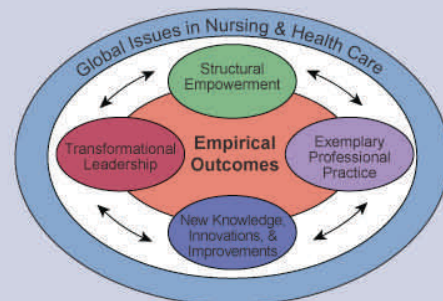 Global Issues in Nursing & Health Care
Structural
Empowerment
Transformational
Leadership
Empirical
Outcomes
Exemplary
Professional
Practice
New Knowledge,
Innovations, &
Improvements